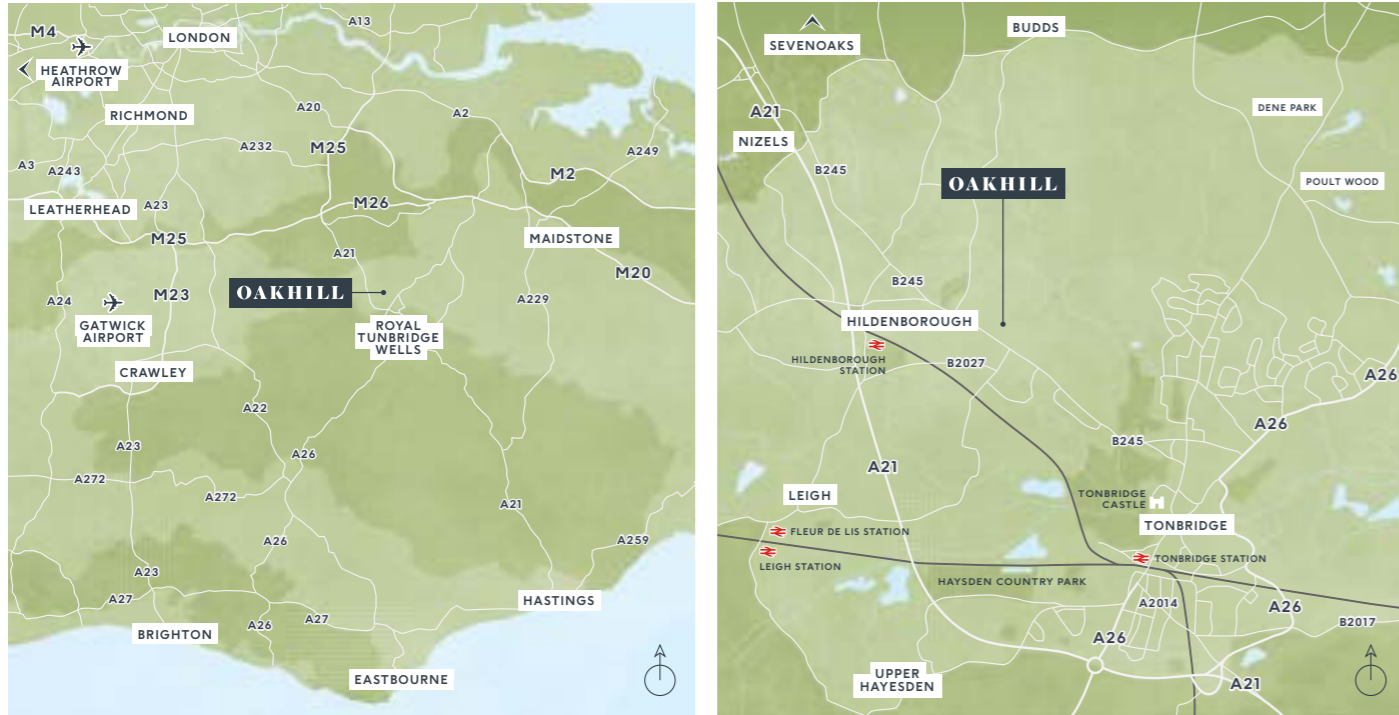 A13
M4
LONDON
HEATHROW
AIRPORT
RICHMOND
A20
A2
A232
M25
A249
A3
A243
M2
LEATHERHEAD
A23
M26
M25
MAIDSTONE
A21
M20
OAKHILL
A24
M23
A229
GATWICK
AIRPORT
ROYAL
TUNBRIDGE
WELLS
CRAWLEY
A22
A23
A26
A272
A272
A21
A26
A259
A23
A27
HASTINGS
A26
A27
BRIGHTON
EASTBOURNE
SEVENOAKS
BUDDS
A21
DENE PARK
NIZELS
B245
OAKHILL
POULT WOOD
B245
HILDENBOROUGH
HILDENBOROUGH
STATION
B2027
A26
A26
B245
A21
LEIGH
TONBRIDGE
CASTLE
TONBRIDGE
FLEUR DE LIS STATION
LEIGH STATION
TONBRIDGE STATION
HAYSDEN COUNTRY PARK
A2014
A26
B2017
A26
UPPER
HAYESDEN
A21